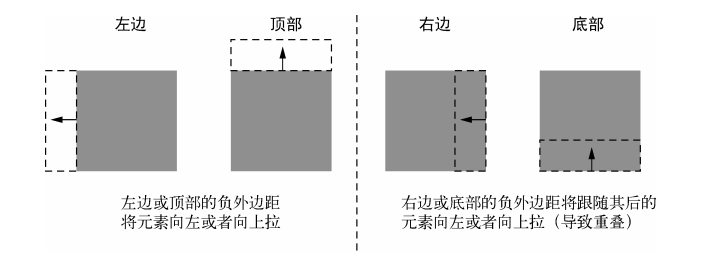 左边
顶部
右边
底部
左边或顶部的负外边距
将元素向左或者向上拉
右边或底部的负外边距将跟随其后的
元素向左或者向上拉（导致重叠）